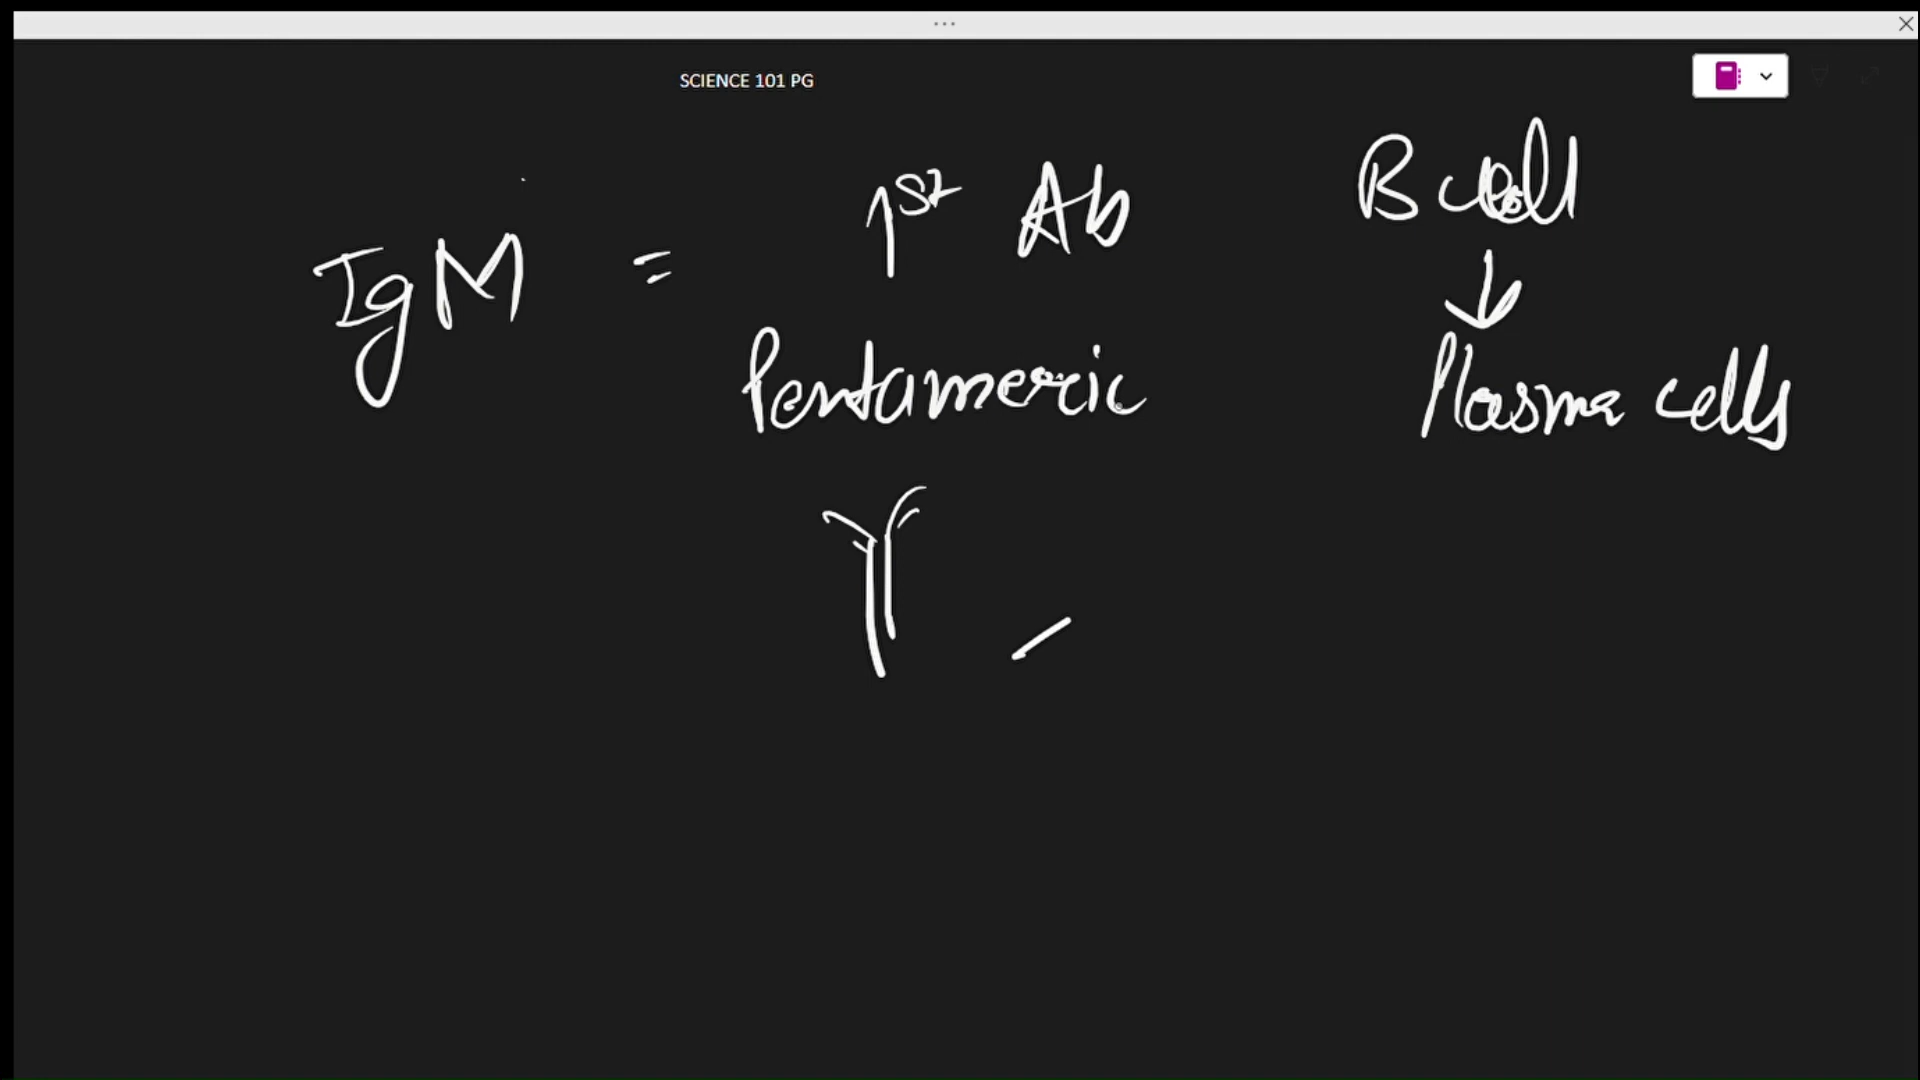 SCIENCE 101 PG
IgM = 1st Ab
Pentameric
B cell
Plasma cells